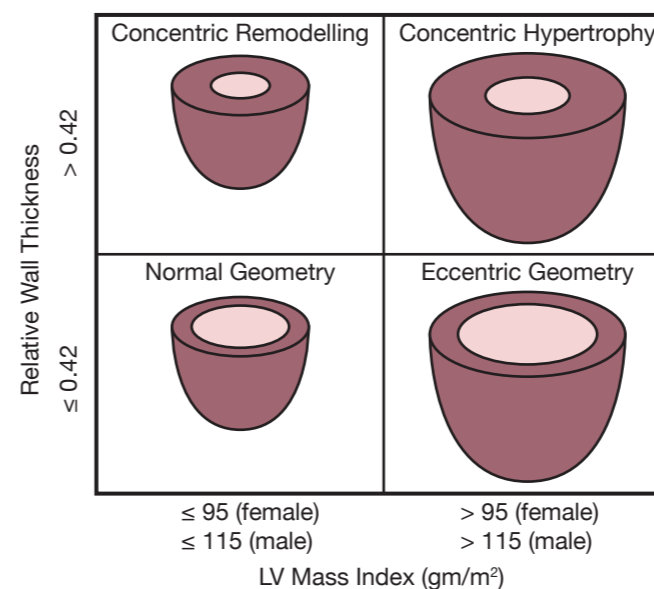 Concentric Remodelling
Concentric Hypertrophy
Relative Wall Thickness
> 0.42
≤ 0.42
Normal Geometry
Eccentric Geometry
≤ 95 (female)
≤ 115 (male)
> 95 (female)
> 115 (male)
LV Mass Index (gm/m²)